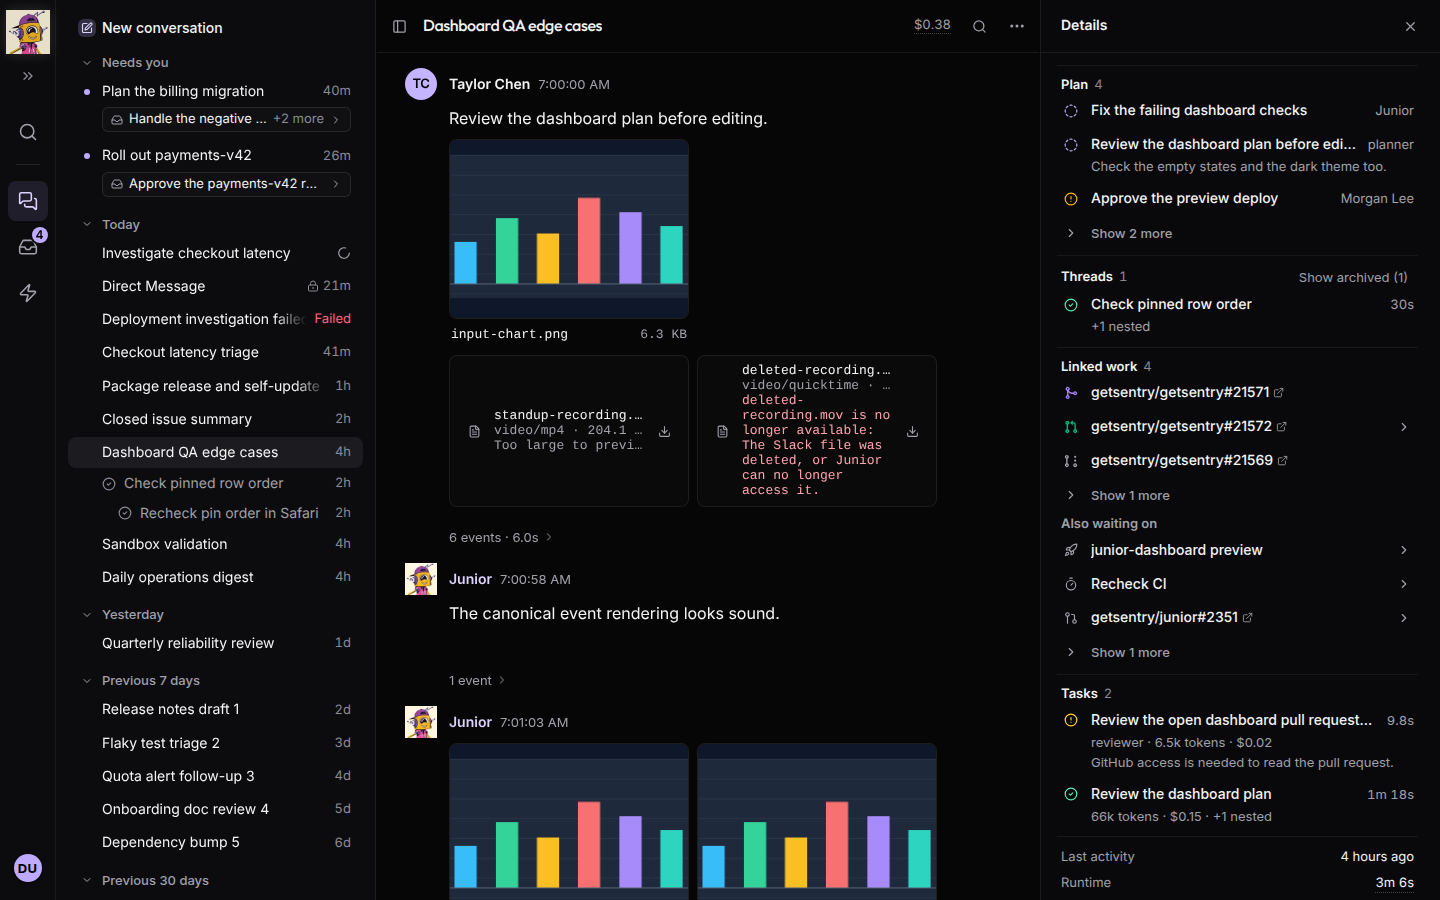 New conversation
Needs you
Plan the billing migration 40m
Handle the negative ... +2 more
Roll out payments-v42 26m
Approve the payments-v42 r...
Today
Investigate checkout latency
Direct Message 21m
Deployment investigation failed Failed
Checkout latency triage 41m
Package release and self-update 1h
Closed issue summary 2h
Dashboard QA edge cases 4h
Check pinned row order 2h
Recheck pin order in Safari 2h
Sandbox validation 4h
Daily operations digest 4h
Yesterday
Quarterly reliability review 1d
Previous 7 days
Release notes draft 1 2d
Flaky test triage 2 3d
Quota alert follow-up 3 4d
Onboarding doc review 4 5d
Dependency bump 5 6d
Previous 30 days
4
DU
Dashboard QA edge cases $0.38
TC Taylor Chen 7:00:00 AM
Review the dashboard plan before editing.
input-chart.png 6.3 KB
standup-recording....
video/mp4 · 204.1 ...
Too large to previ...
deleted-recording....
video/quicktime · ...
deleted-
recording.mov is no
longer available:
The Slack file was
deleted, or Junior
can no longer
access it.
6 events · 6.0s
Junior 7:00:58 AM
The canonical event rendering looks sound.
1 event
Junior 7:01:03 AM
Details
Plan 4
Fix the failing dashboard checks Junior
Review the dashboard plan before edi... planner
Check the empty states and the dark theme too.
Approve the preview deploy Morgan Lee
Show 2 more
Threads 1 Show archived (1)
Check pinned row order 30s
+1 nested
Linked work 4
getsentry/getsentry#21571
getsentry/getsentry#21572
getsentry/getsentry#21569
Show 1 more
Also waiting on
junior-dashboard preview
Recheck CI
getsentry/junior#2351
Show 1 more
Tasks 2
Review the open dashboard pull request... 9.8s
reviewer · 6.5k tokens · $0.02
GitHub access is needed to read the pull request.
Review the dashboard plan 1m 18s
66k tokens · $0.15 · +1 nested
Last activity 4 hours ago
Runtime 3m 6s